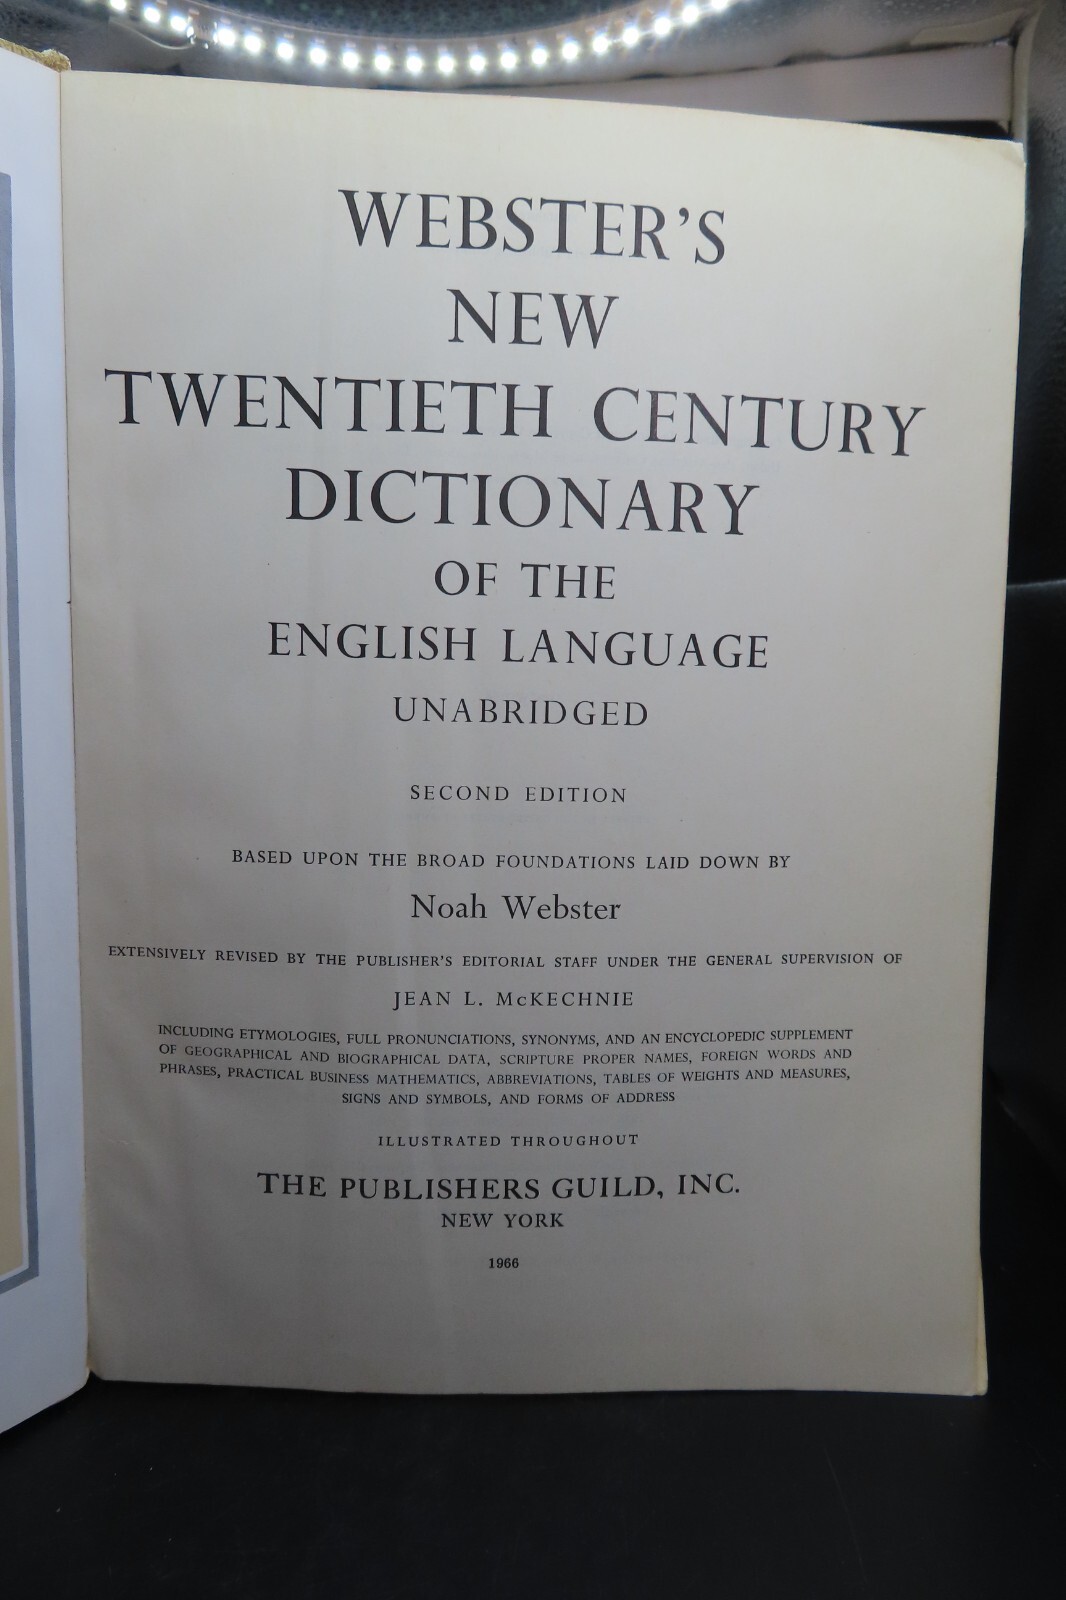 WEBSTER'S
NEW
TWENTIETH CENTURY
DICTIONARY
OF THE
ENGLISH LANGUAGE
UNABRIDGED
SECOND EDITION
BASED UPON THE BROAD FOUNDATIONS LAID DOWN BY
Noah Webster
EXTENSIVELY REVISED BY THE PUBLISHER'S EDITORIAL STAFF UNDER THE GENERAL SUPERVISION OF
JEAN L. McKECHNIE
INCLUDING ETYMOLOGIES, FULL PRONUNCIATIONS, SYNONYMS, AND AN ENCYCLOPEDIC SUPPLEMENT
OF GEOGRAPHICAL AND BIOGRAPHICAL DATA, SCRIPTURE PROPER NAMES, FOREIGN WORDS AND
PHRASES, PRACTICAL BUSINESS MATHEMATICS, ABBREVIATIONS, TABLES OF WEIGHTS AND MEASURES,
SIGNS AND SYMBOLS, AND FORMS OF ADDRESS
ILLUSTRATED THROUGHOUT
THE PUBLISHERS GUILD, INC.
NEW YORK
1966